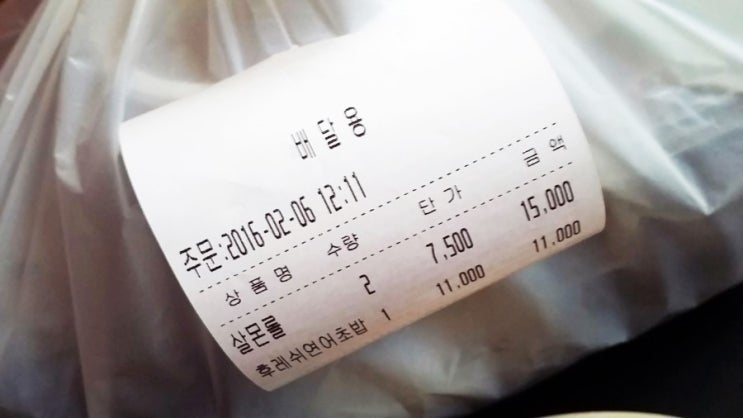 배달용
주문:2016-02-06 12:11
상품명 수량 단가 금액
살몬롤 2 7,500 15,000
후레쉬연어초밥 1 11,000 11,000